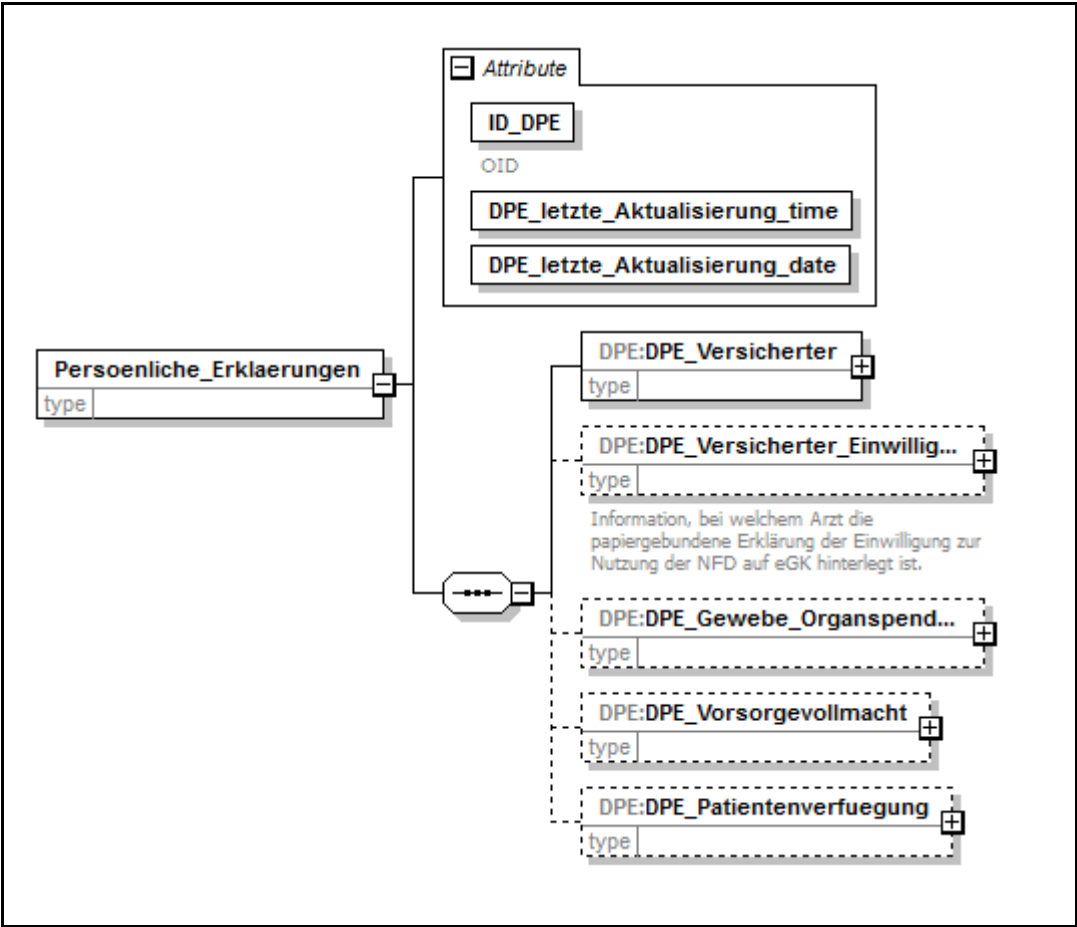 Attribute
ID_DPE
OID
DPE_letzte_Aktualisierung_time
DPE_letzte_Aktualisierung_date
Persoenliche_Erklaerungen
type
DPE:DPE_Versicherter
type
DPE:DPE_Versicherter_Einwillig...
type
Information, bei welchem Arzt die
papiergebundene Erklärung der Einwilligung zur
Nutzung der NFD auf eGK hinterlegt ist.
DPE:DPE_Gewebe_Organspend...
type
DPE:DPE_Vorsorgevollmacht
type
DPE:DPE_Patientenverfuegung
type